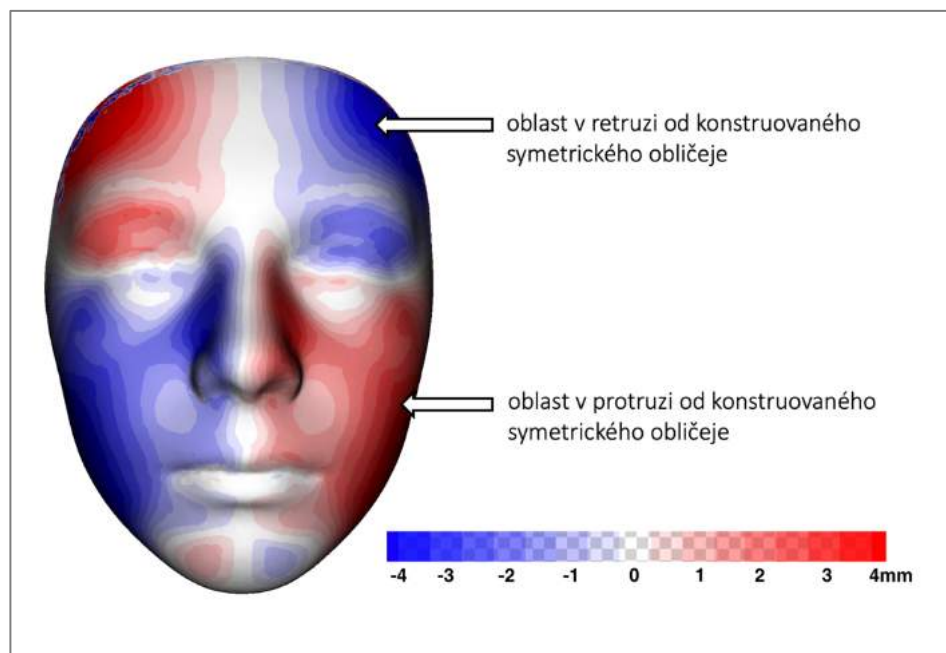 oblast v retruzi od konstruovaného
symetrického obličeje
oblast v protruzi od konstruovaného
symetrického obličeje
-4 -3 -2 -1 0 1 2 3 4mm